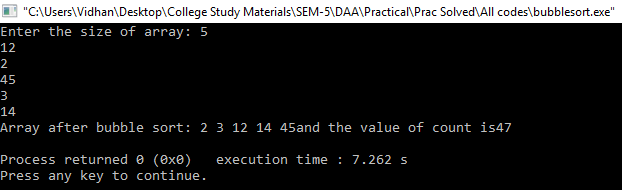 "C:\Users\Vidhan\Desktop\College Study Materials\SEM-5\DAA\Practical\Prac Solved\All codes\bubblesort.exe"
Enter the size of array: 5
12
2
45
3
14
Array after bubble sort: 2 3 12 14 45and the value of count is47
Process returned 0 (0x0)   execution time : 7.262 s
Press any key to continue.